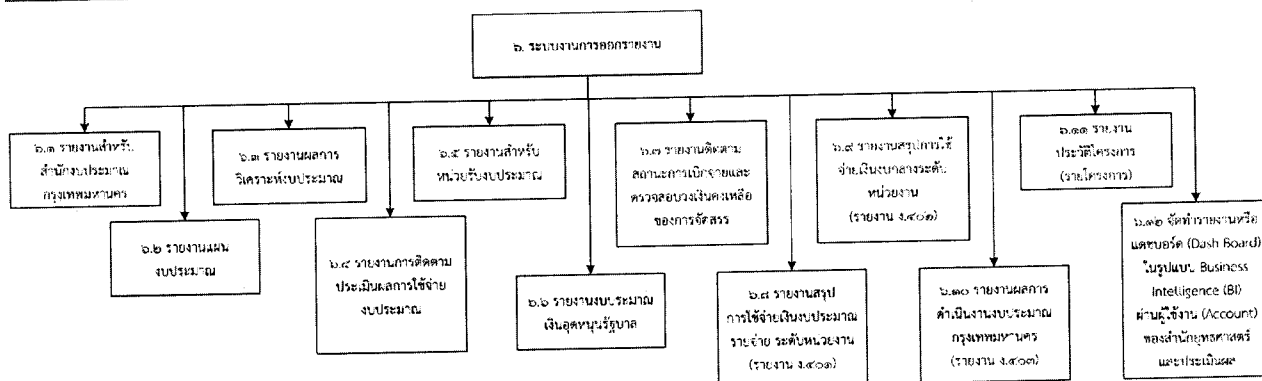 ๖. ระบบงานการออกรายงาน
๖.๑ รายงานสำหรับ
สำนักงบประมาณ
กรุงเทพมหานคร
๖.๒ รายงานแผน
งบประมาณ
๖.๓ รายงานผลการ
วิเคราะห์งบประมาณ
๖.๔ รายงานการติดตาม
ประเมินผลการใช้จ่าย
งบประมาณ
๖.๕ รายงานสำหรับ
หน่วยรับงบประมาณ
๖.๖ รายงานงบประมาณ
เงินอุดหนุนรัฐบาล
๖.๗ รายงานติดตาม
สถานะการเบิกจ่ายและ
ตรวจสอบวงเงินคงเหลือ
ของการจัดสรร
๖.๘ รายงานสรุป
การใช้จ่ายเงินงบประมาณ
รายจ่าย ระดับหน่วยงาน
(รายงาน ง.๔๐๑)
๖.๙ รายงานสรุปการใช้
จ่ายเงินงบกลางระดับ
หน่วยงาน
(รายงาน ง.๔๐๒)
๖.๑๐ รายงานผลการ
ดำเนินงานงบประมาณ
กรุงเทพมหานคร
(รายงาน ง.๔๐๓)
๖.๑๑ รายงาน
ประวัติโครงการ
(รายโครงการ)
๖.๑๒ จัดทำรายงานหรือ
แดชบอร์ด (Dash Board)
ในรูปแบบ Business
Intelligence (BI)
ผ่านผู้ใช้งาน (Account)
ของสำนักยุทธศาสตร์
และประเมินผล